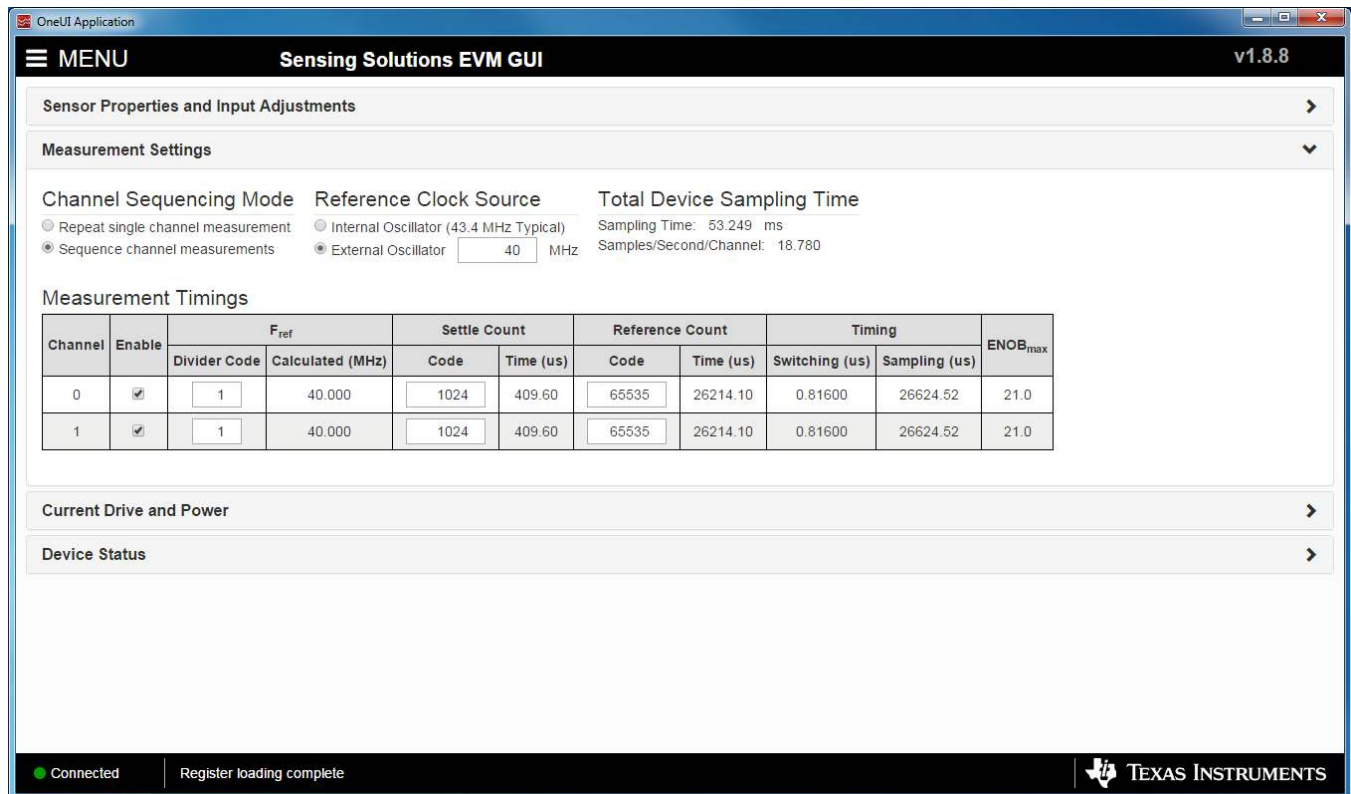 OneUI Application
MENU
Sensing Solutions EVM GUI
v1.8.8
Sensor Properties and Input Adjustments
Measurement Settings
Channel Sequencing Mode
Repeat single channel measurement
Sequence channel measurements
Reference Clock Source
Internal Oscillator (43.4 MHz Typical)
External Oscillator 40 MHz
Total Device Sampling Time
Sampling Time: 53.249 ms
Samples/Second/Channel: 18.780
Measurement Timings
Channel Enable Fref Settle Count Reference Count Timing ENOBmax
Divider Code Calculated (MHz) Code Time (us) Code Time (us) Switching (us) Sampling (us)
0 1 40.000 1024 409.60 65535 26214.10 0.81600 26624.52 21.0
1 1 40.000 1024 409.60 65535 26214.10 0.81600 26624.52 21.0
Current Drive and Power
Device Status
Connected
Register loading complete
TEXAS INSTRUMENTS